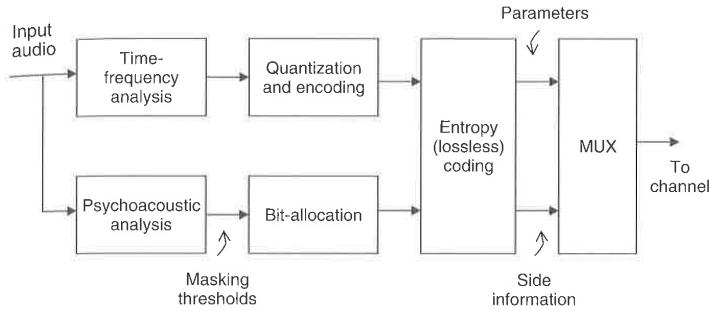 Input
audio
Time-
frequency
analysis
Quantization
and encoding
Parameters
Entropy
(lossless)
coding
MUX
To
channel
Psychoacoustic
analysis
Bit-allocation
Masking
thresholds
Side
information